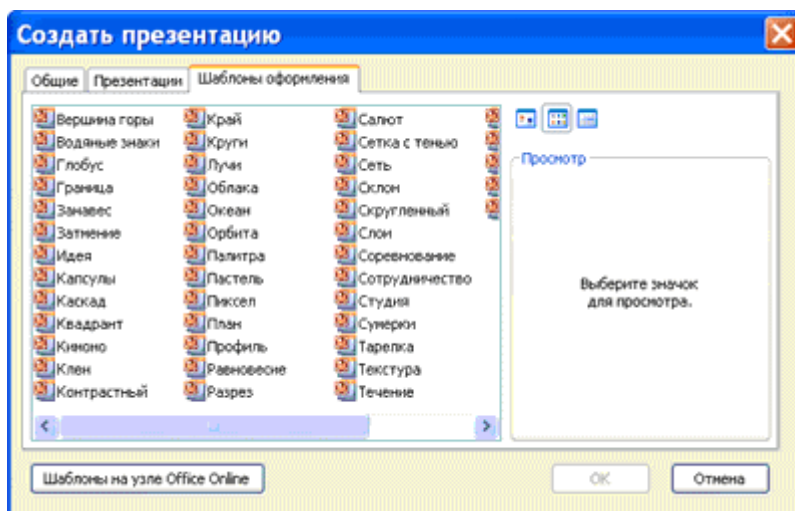 Создать презентацию
Общие
Презентации
Шаблоны оформления
Вершина горы
Водяные знаки
Глобус
Граница
Занавес
Затмение
Идея
Капсулы
Каскад
Квадрант
Кимоно
Клен
Контрастный
Край
Круги
Лучи
Облака
Океан
Орбита
Палитра
Пастель
Пиксел
План
Профиль
Равновесие
Разрез
Салют
Сетка с тенью
Сеть
Склон
Скругленный
Слои
Соревнование
Сотрудничество
Студия
Сумерки
Тарелка
Текстура
Течение
Просмотр
Выберите значок
для просмотра.
Шаблоны на узле Office Online
ОК
Отмена